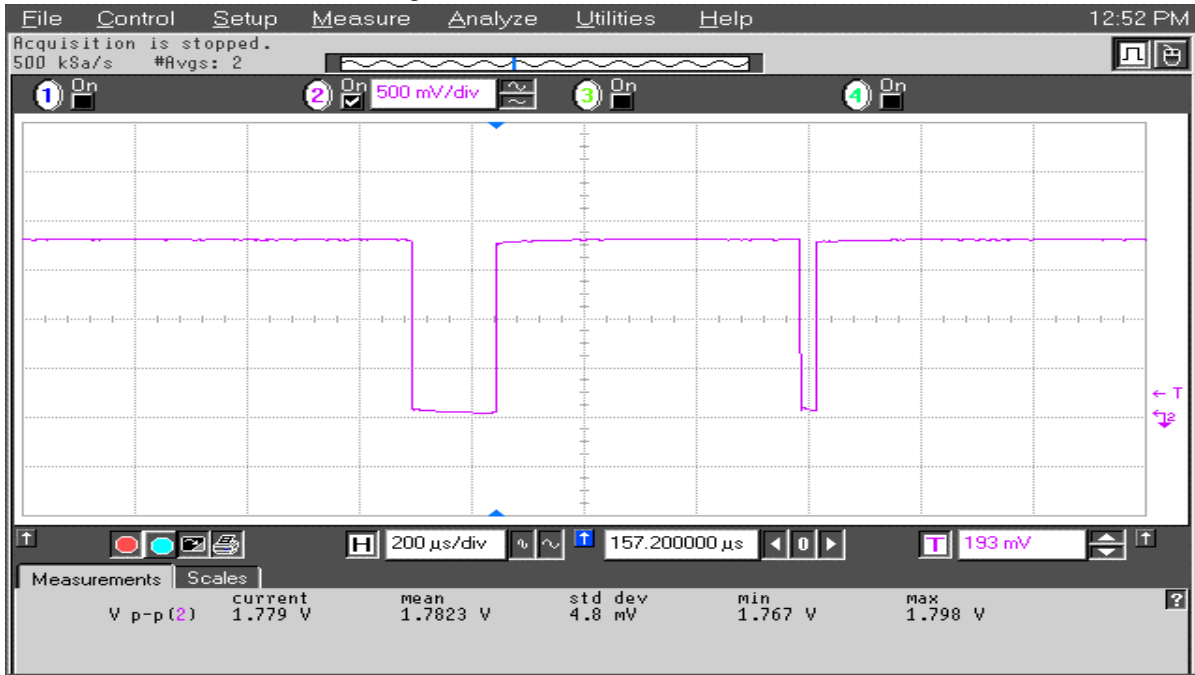 File Control Setup Measure Analyze Utilities Help 12:52 PM
Acquisition is stopped.
500 kSa/s #Avgs: 2
1 On 2 On 500 mV/div 3 On 4 On
T
2
H 200 µs/div 157.200000 µs 0 T 193 mV
Measurements Scales
current mean std dev min max
V p-p(2) 1.779 V 1.7823 V 4.8 mV 1.767 V 1.798 V
?